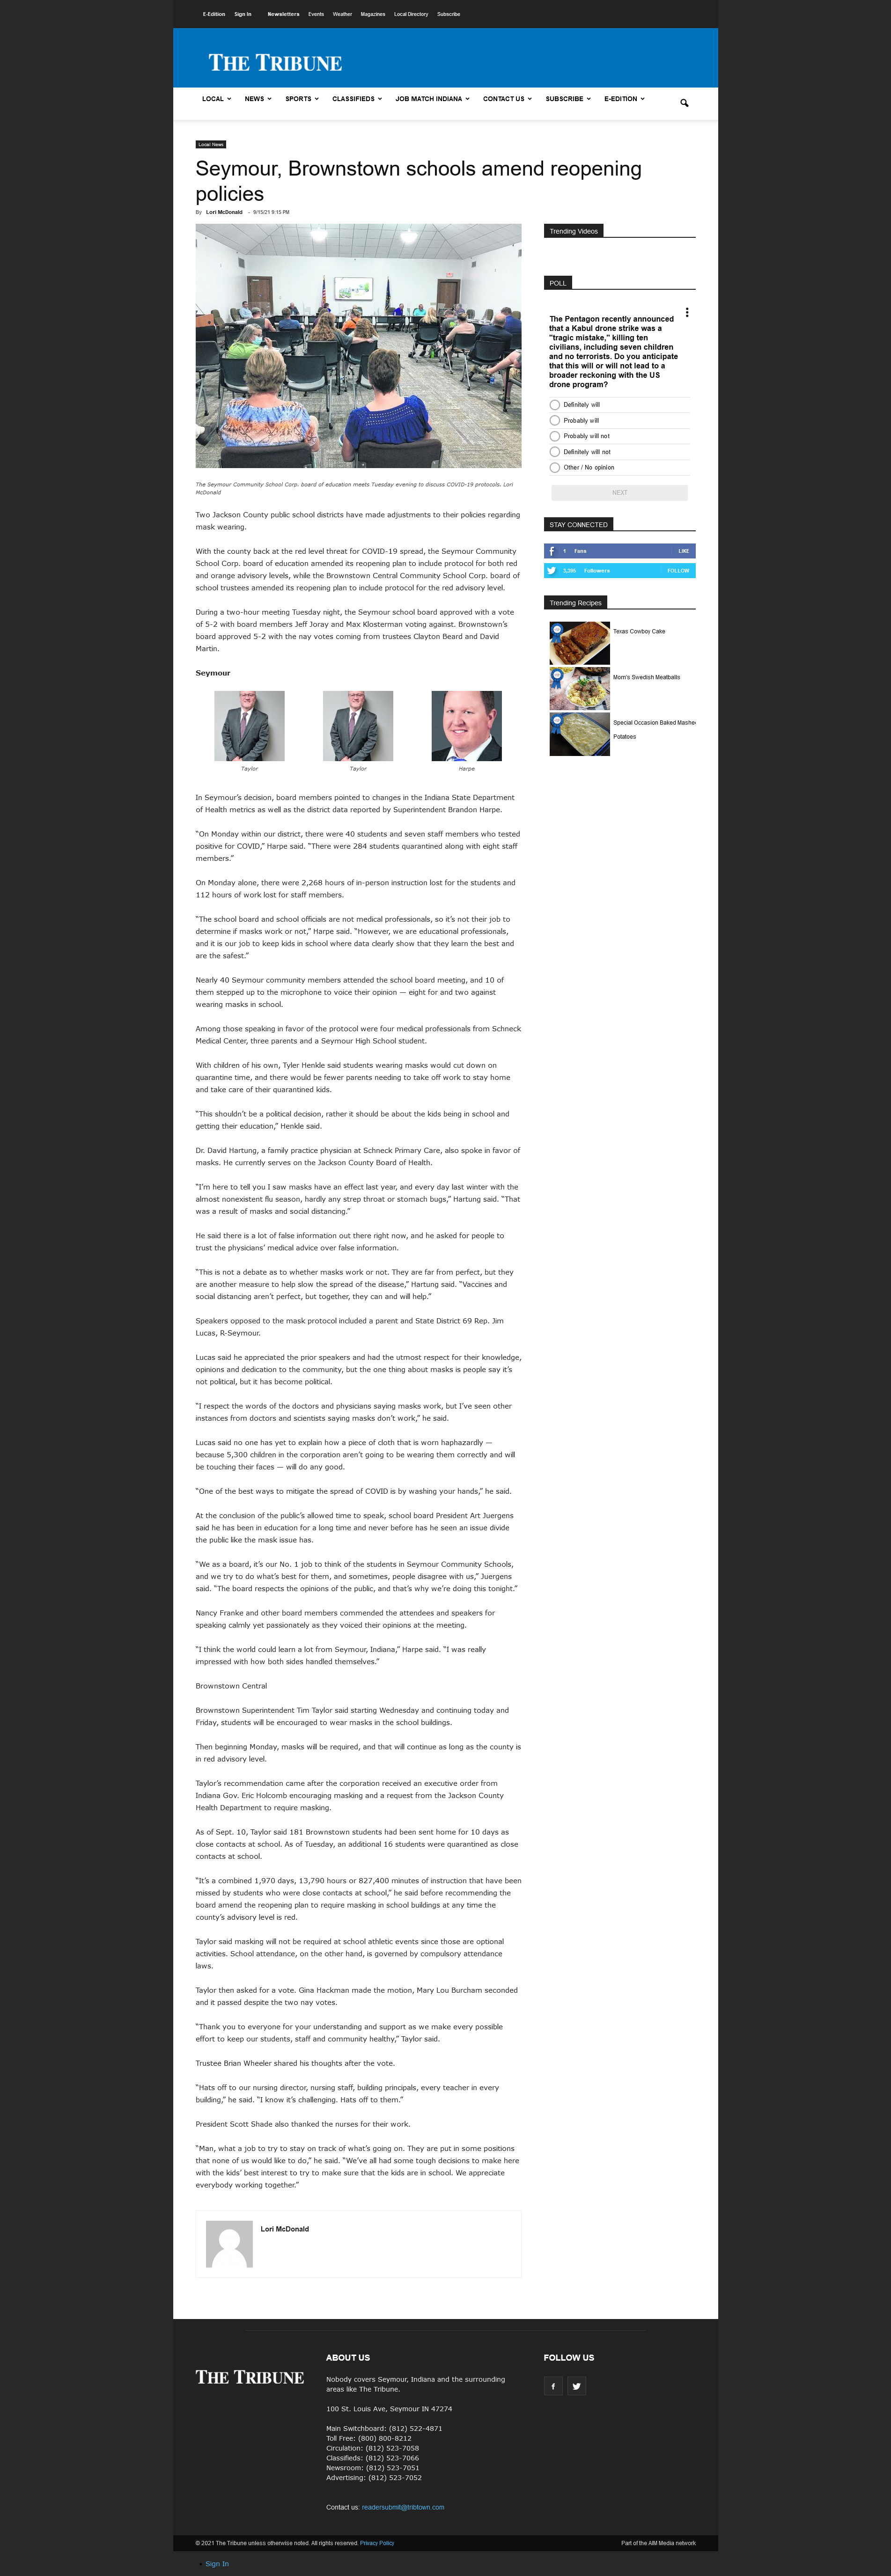 E-Edition Sign In Newsletters Events Weather Magazines Local Directory Subscribe
THE TRIBUNE
LOCAL NEWS SPORTS CLASSIFIEDS JOB MATCH INDIANA CONTACT US SUBSCRIBE E-EDITION
Local News
Seymour, Brownstown schools amend reopening
policies
By Lori McDonald - 9/15/21 9:15 PM
The Seymour Community School Corp. board of education meets Tuesday evening to discuss COVID-19 protocols. Lori
McDonald
Two Jackson County public school districts have made adjustments to their policies regarding
mask wearing.
With the county back at the red level threat for COVID-19 spread, the Seymour Community
School Corp. board of education amended its reopening plan to include protocol for both red
and orange advisory levels, while the Brownstown Central Community School Corp. board of
school trustees amended its reopen plan to include protocol for the red advisory level.
During a two-hour meeting Tuesday night, the Seymour school board approved with a vote
of 5-2 with board members Jeff Joray and Max Klosterman voting against. Brownstown's
board approved 5-2 with the nay votes coming from trustees Clayton Beard and David
Martin.
Seymour
Taylor
Taylor
Harpe
In Seymour's decision, board members pointed to changes in the Indiana State Department
of Health metrics as well as the district data reported by Superintendent Brandon Harpe.
"On Monday within our district, there were 40 students and seven staff members who tested
positive for COVID," Harpe said. "There were 284 students quarantined along with eight staff
members."
On Monday alone, there were 2,268 hours of in-person instruction lost for the students and
112 hours of work lost for staff members.
"The school board and school officials are not medical professionals, so it's not their job to
determine if masks work or not," Harpe said. "However, we are educational professionals,
and it is our job to keep kids in school where data clearly show that they learn the best and
are the safest."
Nearly 40 Seymour community members attended the school board meeting, and 10 of
them stepped up to the microphone to voice their opinion — eight for and two against
wearing masks in school.
Among those speaking in favor of the protocol were four medical professionals from Schneck
Medical Center, three parents and a Seymour High School student.
With children of his own, Tyler Henkle said students wearing masks would cut down on
quarantine time, and there would be fewer parents needing to take off work to stay home
and take care of their quarantined kids.
"This shouldn't be a political decision, rather it should be about the kids being in school and
getting their education," Henkle said.
Dr. David Hartung, a family practice physician at Schneck Primary Care, also spoke in favor of
masks. He currently serves on the Jackson County Board of Health.
"I'm here to tell you I saw masks have an effect last year, and every day last winter with the
almost nonexistent flu season, hardly any strep throat or stomach bugs," Hartung said. "That
was a result of masks and social distancing."
He said there is a lot of false information out there right now, and he asked for people to
trust the physicians' medical advice over false information.
"This is not a debate as to whether masks work or not. They are far from perfect, but they
are another measure to help slow the spread of the disease," Hartung said. "Vaccines and
social distancing aren't perfect, but together, they can and will help."
Speakers opposed to the mask protocol included a parent and State District 69 Rep. Jim
Lucas, R-Seymour.
Lucas said he appreciated the prior speakers and had the utmost respect for their knowledge,
opinions and dedication to the community, but the one thing about masks is people say it's
not political, but it has become political.
"I respect the words of the doctors and physicians saying masks work, but I've seen other
instances from doctors and scientists saying masks don't work," he said.
Lucas said no one has yet to explain how a piece of cloth that is worn haphazardly —
because 5,300 children in the corporation aren't going to be wearing them correctly and will
be touching their faces — will do any good.
"One of the best ways to mitigate the spread of COVID is by washing your hands," he said.
At the conclusion of the public's allowed time to speak, school board President Art Juergens
said he has been in education for a long time and never before has he seen an issue divide
the public like the mask issue has.
"We as a board, it's our No. 1 job to think of the students in Seymour Community Schools,
and we try to do what's best for them, and sometimes, people disagree with us," Juergens
said. "The board respects the opinions of the public, and that's why we're doing this tonight."
Nancy Franke and other board members commended the attendees and speakers for
speaking calmly yet passionately as they voiced their opinions at the meeting.
"I think the world could learn a lot from Seymour, Indiana," Harpe said. "I was really
impressed with how both sides handled themselves."
Brownstown Central
Brownstown Superintendent Tim Taylor said starting Wednesday and continuing today and
Friday, students will be encouraged to wear masks in the school buildings.
Then beginning Monday, masks will be required, and that will continue as long as the county is
in red advisory level.
Taylor's recommendation came after the corporation received an executive order from
Indiana Gov. Eric Holcomb encouraging masking and a request from the Jackson County
Health Department to require masking.
As of Sept. 10, Taylor said 181 Brownstown students had been sent home for 10 days as
close contacts at school. As of Tuesday, an additional 16 students were quarantined as close
contacts at school.
"It's a combined 1,970 days, 13,790 hours or 827,400 minutes of instruction that have been
missed by students who were close contacts at school," he said before recommending the
board amend the reopening plan to require masking in school buildings at any time the
county's advisory level is red.
Taylor said masking will not be required at school athletic events since those are optional
activities. School attendance, on the other hand, is governed by compulsory attendance
laws.
Taylor then asked for a vote. Gina Hackman made the motion, Mary Lou Burcham seconded
and it passed despite the two nay votes.
"Thank you to everyone for your understanding and support as we make every possible
effort to keep our students, staff and community healthy," Taylor said.
Trustee Brian Wheeler shared his thoughts after the vote.
"Hats off to our nursing director, nursing staff, building principals, every teacher in every
building," he said. "I know it's challenging. Hats off to them."
President Scott Shade also thanked the nurses for their work.
"Man, what a job to try to stay on track of what's going on. They are put in some positions
that none of us would like to do," he said. "We've all had some tough decisions to make here
with the kids' best interest to try to make sure that the kids are in school. We appreciate
everybody working together."
Lori McDonald
Trending Videos
POLL
The Pentagon recently announced
that a Kabul drone strike was a
"tragic mistake," killing ten
civilians, including seven children
and no terrorists. Do you anticipate
that this will or will not lead to a
broader reckoning with the US
drone program?
Definitely will
Probably will
Probably will not
Definitely will not
Other / No opinion
NEXT
STAY CONNECTED
1 Fans LIKE
3,395 Followers FOLLOW
Trending Recipes
Texas Cowboy Cake
Mom's Swedish Meatballs
Special Occasion Baked Mashed
Potatoes
THE TRIBUNE
ABOUT US
Nobody covers Seymour, Indiana and the surrounding
areas like The Tribune.
100 St. Louis Ave, Seymour IN 47274
Main Switchboard: (812) 522-4871
Toll Free: (800) 800-8212
Circulation: (812) 523-7058
Classifieds: (812) 523-7066
Newsroom: (812) 523-7051
Advertising: (812) 523-7052
Contact us: readersubmit@tribtown.com
FOLLOW US
© 2021 The Tribune unless otherwise noted. All rights reserved. Privacy Policy
Part of the AIM Media network
Sign In